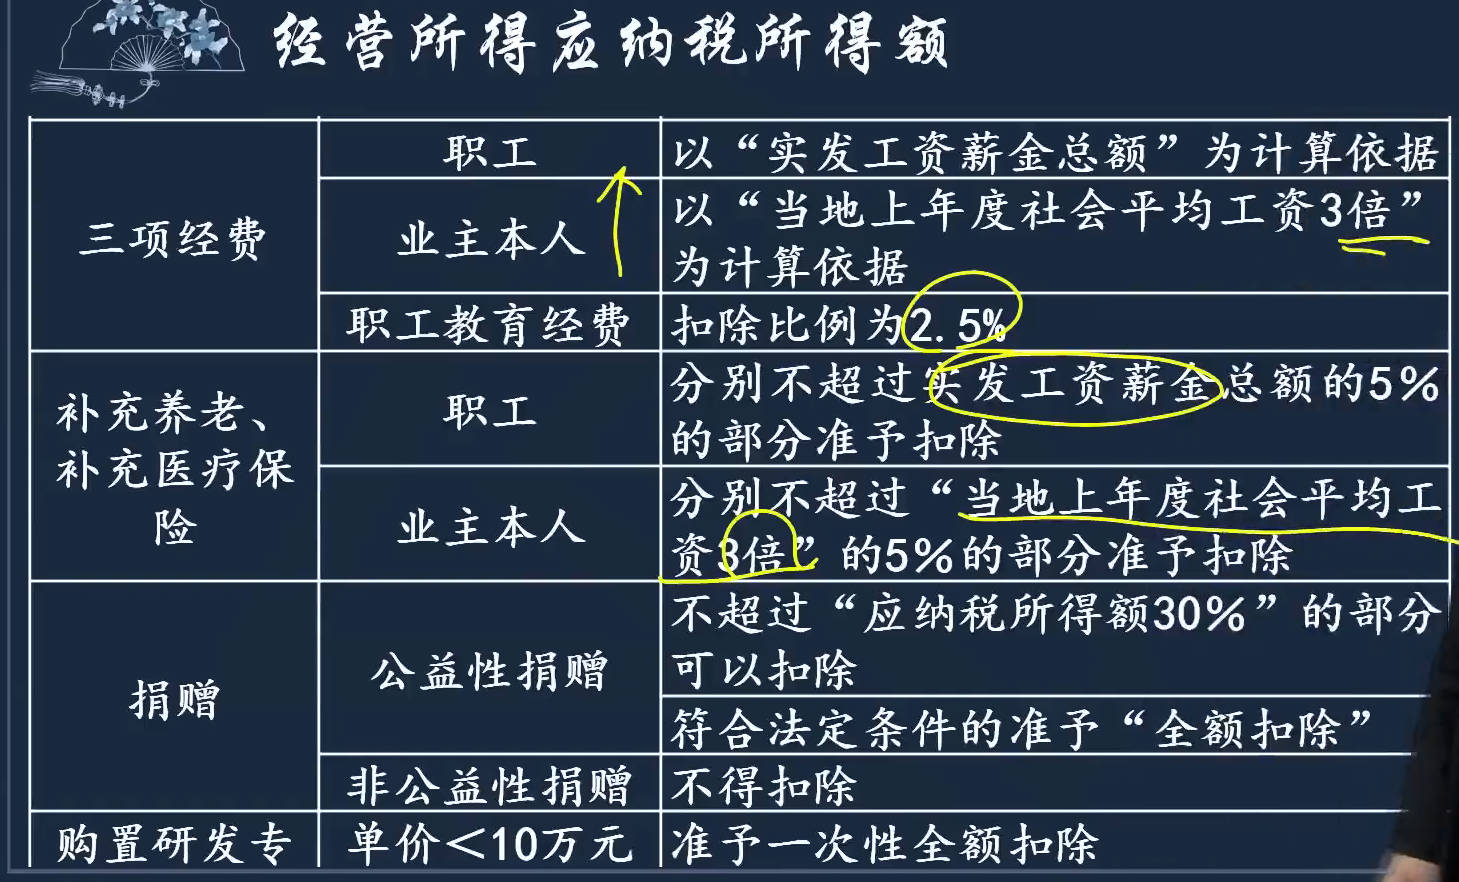 经营所得应纳税所得额
三项经费
职工
以“实发工资薪金总额”为计算依据
业主本人
以“当地上年度社会平均工资3倍”
为计算依据
职工教育经费
扣除比例为2.5%
补充养老、
补充医疗保
险
职工
分别不超过实发工资薪金总额的5%
的部分准予扣除
业主本人
分别不超过“当地上年度社会平均工
资3倍”的5%的部分准予扣除
捐赠
公益性捐赠
不超过“应纳税所得额30%”的部分
可以扣除
符合法定条件的准予“全额扣除”
非公益性捐赠
不得扣除
购置研发专
单价<10万元
准予一次性全额扣除